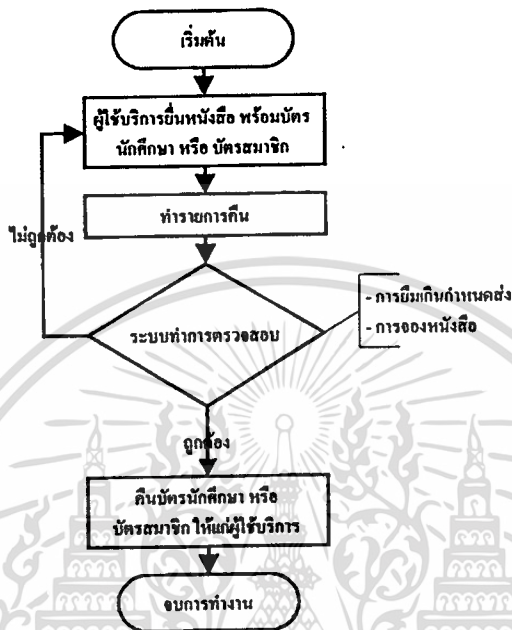 เริ่มต้น
ผู้ใช้บริการยื่นหนังสือ พร้อมบัตร
นักศึกษา หรือ บัตรสมาชิก
ทำรายการคืน
ไม่ถูกต้อง
ระบบทำการตรวจสอบ
- การยืมเกินกำหนดส่ง
- การจองหนังสือ
ถูกต้อง
คืนบัตรนักศึกษา หรือ
บัตรสมาชิก ให้แก่ผู้ใช้บริการ
จบการทำงาน